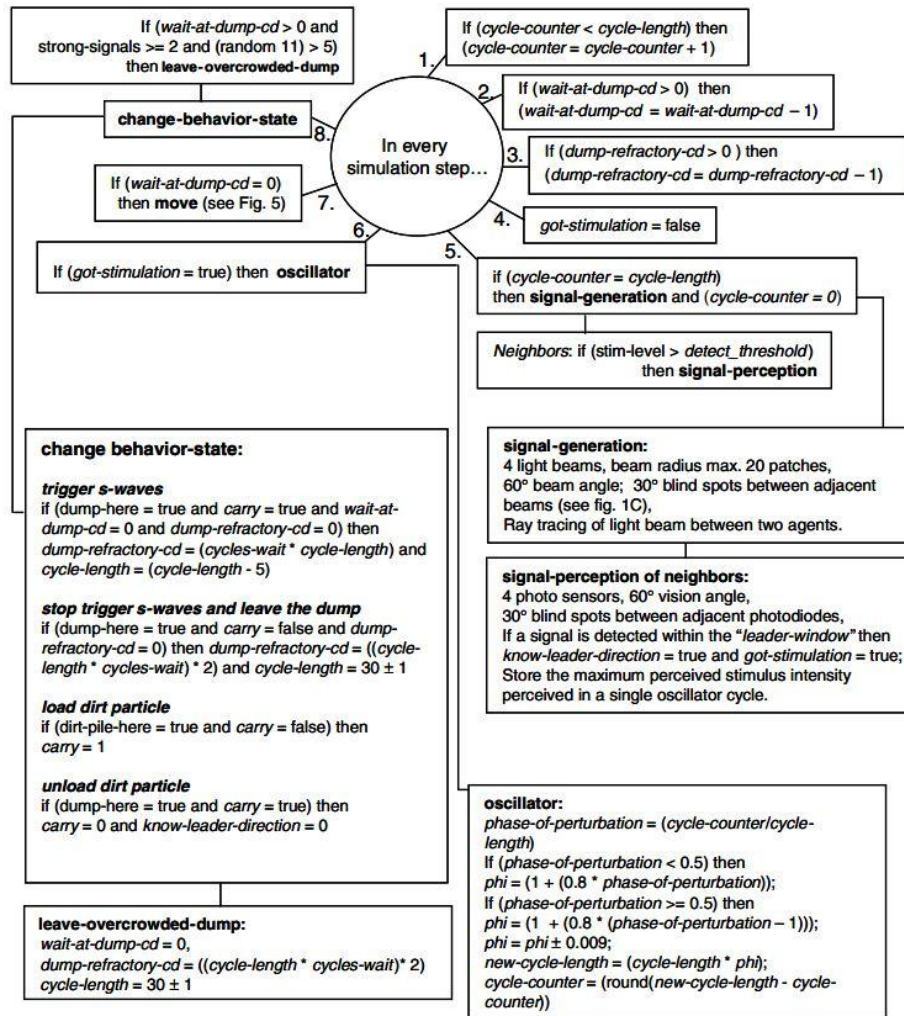 If (wait-at-dump-cd > 0 and
strong-signals >= 2 and (random 11) > 5)
then leave-overcrowded-dump
change-behavior-state
8.
If (wait-at-dump-cd = 0)
then move (see Fig. 5)
7.
6.
If (got-stimulation = true) then oscillator
In every
simulation step...
1.
If (cycle-counter < cycle-length) then
(cycle-counter = cycle-counter + 1)
2.
If (wait-at-dump-cd > 0) then
(wait-at-dump-cd = wait-at-dump-cd – 1)
3.
If (dump-refractory-cd > 0 ) then
(dump-refractory-cd = dump-refractory-cd – 1)
4.
got-stimulation = false
5.
if (cycle-counter = cycle-length)
then signal-generation and (cycle-counter = 0)
Neighbors: if (stim-level > detect_threshold)
then signal-perception
change behavior-state:
trigger s-waves
if (dump-here = true and carry = true and wait-at-
dump-cd = 0 and dump-refractory-cd = 0) then
dump-refractory-cd = (cycles-wait * cycle-length) and
cycle-length = (cycle-length - 5)
stop trigger s-waves and leave the dump
if (dump-here = true and carry = false and dump-
refractory-cd = 0) then dump-refractory-cd = ((cycle-
length * cycles-wait) * 2) and cycle-length = 30 ± 1
load dirt particle
if (dirt-pile-here = true and carry = false) then
carry = 1
unload dirt particle
if (dump-here = true and carry = true) then
carry = 0 and know-leader-direction = 0
leave-overcrowded-dump:
wait-at-dump-cd = 0,
dump-refractory-cd = ((cycle-length * cycles-wait)* 2)
cycle-length = 30 ± 1
signal-generation:
4 light beams, beam radius max. 20 patches,
60° beam angle; 30° blind spots between adjacent
beams (see fig. 1C),
Ray tracing of light beam between two agents.
signal-perception of neighbors:
4 photo sensors, 60° vision angle,
30° blind spots between adjacent photodiodes,
If a signal is detected within the “leader-window” then
know-leader-direction = true and got-stimulation = true;
Store the maximum perceived stimulus intensity
perceived in a single oscillator cycle.
oscillator:
phase-of-perturbation = (cycle-counter/cycle-
length)
If (phase-of-perturbation < 0.5) then
phi = (1 + (0.8 * phase-of-perturbation));
If (phase-of-perturbation >= 0.5) then
phi = (1 + (0.8 * (phase-of-perturbation – 1)));
phi = phi ± 0.009;
new-cycle-length = (cycle-length * phi);
cycle-counter = (round(new-cycle-length - cycle-
counter))